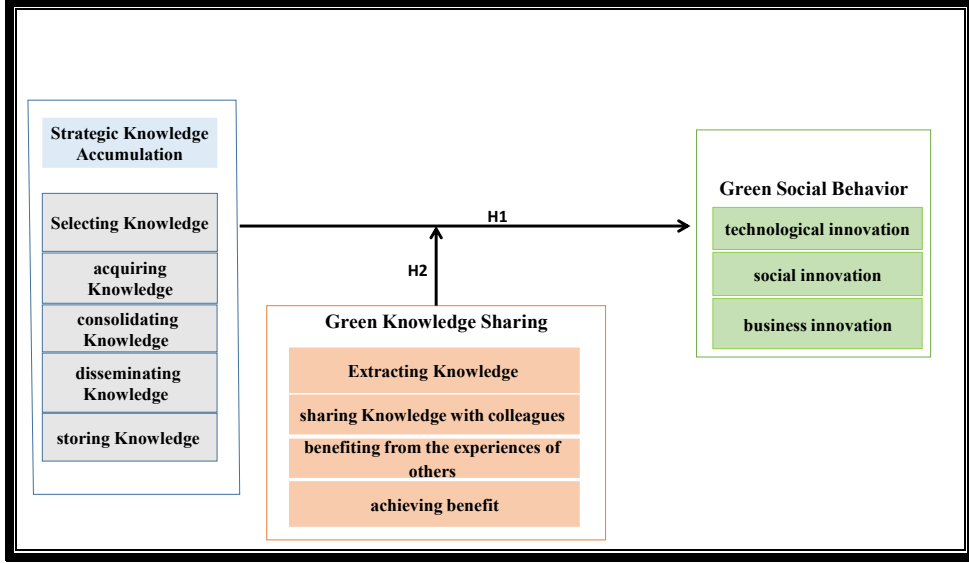 Strategic Knowledge
Accumulation
Selecting Knowledge
acquiring
Knowledge
consolidating
Knowledge
disseminating
Knowledge
storing Knowledge
H1
H2
Green Knowledge Sharing
Extracting Knowledge
sharing Knowledge with colleagues
benefiting from the experiences of
others
achieving benefit
Green Social Behavior
technological innovation
social innovation
business innovation